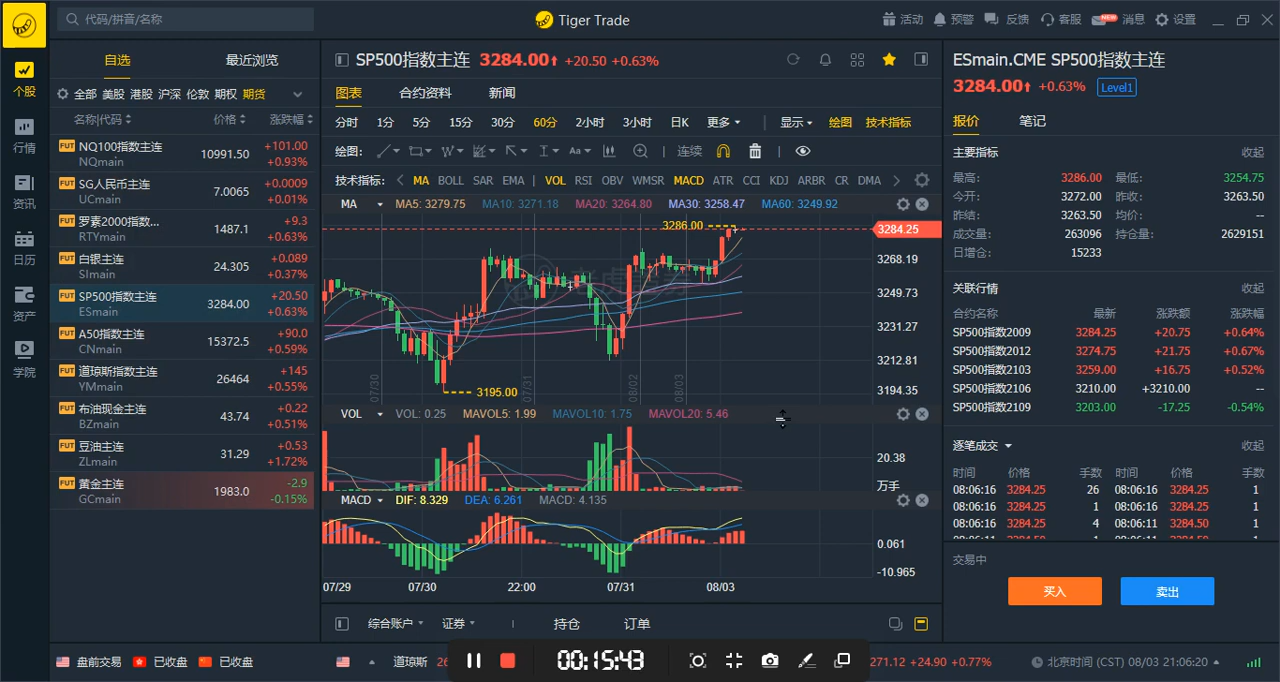 代码/拼音/名称
Tiger Trade
活动 预警 反馈 客服 NEW 消息 设置
个股
行情
资讯
日历
资产
学院
自选 最近浏览
全部 美股 港股 沪深 伦敦 期权 期货
名称|代码 价格 涨跌幅
FUT NQ100指数主连 10991.50 +101.00
NQmain +0.93%
FUT SG人民币主连 7.0065 +0.0009
UCmain +0.01%
FUT 罗素2000指数... 1487.1 +9.3
RTYmain +0.63%
FUT 白银主连 24.305 +0.089
SImain +0.37%
FUT SP500指数主连 3284.00 +20.50
ESmain +0.63%
FUT A50指数主连 15372.5 +90.0
CNmain +0.59%
FUT 道琼斯指数主连 26464 +145
YMmain +0.55%
FUT 布油现金主连 43.74 +0.22
BZmain +0.51%
FUT 豆油主连 31.29 +0.53
ZLmain +1.72%
FUT 黄金主连 1983.0 -2.9
GCmain -0.15%
SP500指数主连 3284.00↑ +20.50 +0.63%
图表 合约资料 新闻
分时 1分 5分 15分 30分 60分 2小时 3小时 日K 更多 显示 绘图 技术指标
绘图: Aa 连续
技术指标: MA BOLL SAR EMA VOL RSI OBV WMSR MACD ATR CCI KDJ ARBR CR DMA
MA MA5: 3279.75 MA10: 3271.18 MA20: 3264.80 MA30: 3258.47 MA60: 3249.92
3286.00
3284.25
3268.19
3249.73
3231.27
3212.81
3194.35
3195.00
07/30 07/31 08/02 08/03
VOL VOL: 0.25 MAVOL5: 1.99 MAVOL10: 1.75 MAVOL20: 5.46
20.38
万手
MACD DIF: 8.329 DEA: 6.261 MACD: 4.135
0.061
-10.965
07/29 07/30 22:00 07/31 08/03
综合账户 证券 持仓 订单
ESmain.CME SP500指数主连
3284.00↑ +0.63% Level1
报价 笔记
主要指标 收起
最高: 3286.00 最低: 3254.75
今开: 3272.00 昨收: 3263.50
昨结: 3263.50 均价: --
成交量: 263096 持仓量: 2629151
日增仓: 15233
关联行情 收起
合约名称 最新 涨跌额 涨跌幅
SP500指数2009 3284.25 +20.75 +0.64%
SP500指数2012 3274.75 +21.75 +0.67%
SP500指数2103 3259.00 +16.75 +0.52%
SP500指数2106 3210.00 +3210.00 --
SP500指数2109 3203.00 -17.25 -0.54%
逐笔成交 收起
时间 价格 手数 时间 价格 手数
08:06:16 3284.25 26 08:06:16 3284.25 1
08:06:16 3284.25 1 08:06:16 3284.25 1
08:06:16 3284.25 4 08:06:11 3284.50 1
交易中
买入 卖出
盘前交易 已收盘 已收盘 道琼斯 26 00:15:43 271.12 +24.90 +0.77% 北京时间 (CST) 08/03 21:06:20